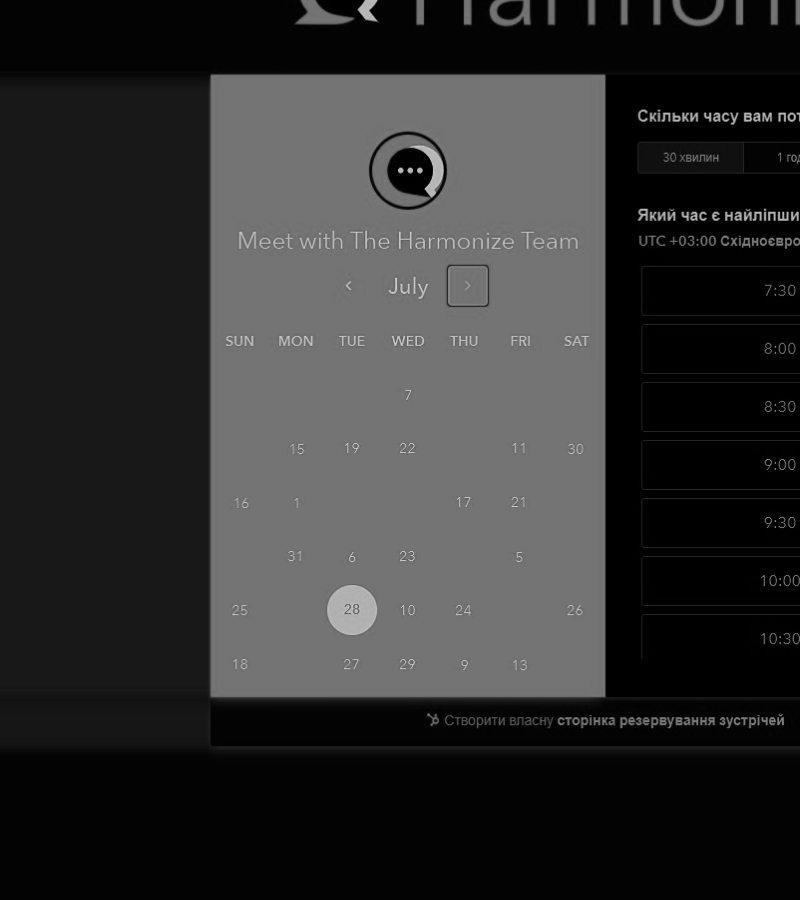 Harmoni
Meet with The Harmonize Team
July
SUN MON TUE WED THU FRI SAT
7
15 19 22 11 30
16 1 17 21
31 6 23 5
25 28 10 24 26
18 27 29 9 13
Скільки часу вам пот
30 хвилин 1 год
Який час є найліпши
UTC +03:00 Східноєвро
7:30
8:00
8:30
9:00
9:30
10:00
10:30
Створити власну сторінка резервування зустрічей